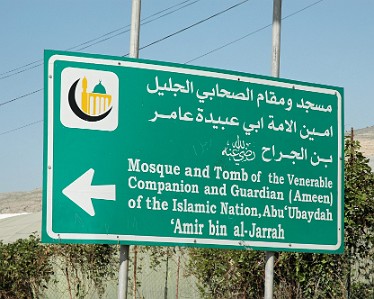 مسجد ومقام الصحابي الجليل
امين الامة ابي عبيدة عامر
بن الجراح رضي الله عنه
Mosque and Tomb of the Venerable
Companion and Guardian (Ameen)
of the Islamic Nation, Abu 'Ubaydah
'Amir bin al-Jarrah